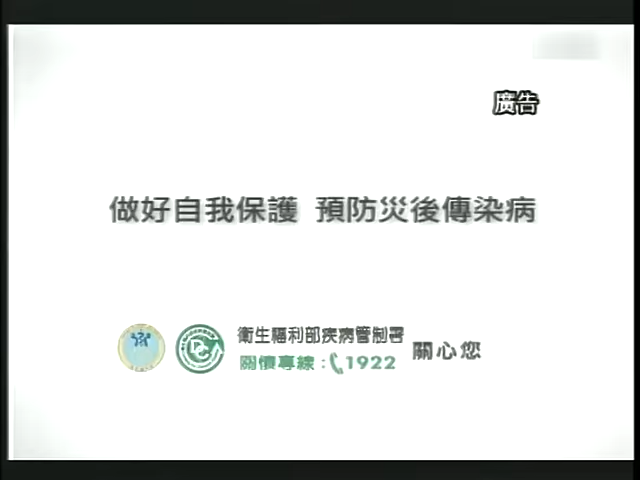 廣告
做好自我保護 預防災後傳染病
衛生福利部疾病管制署
關懷專線：1922
關心您